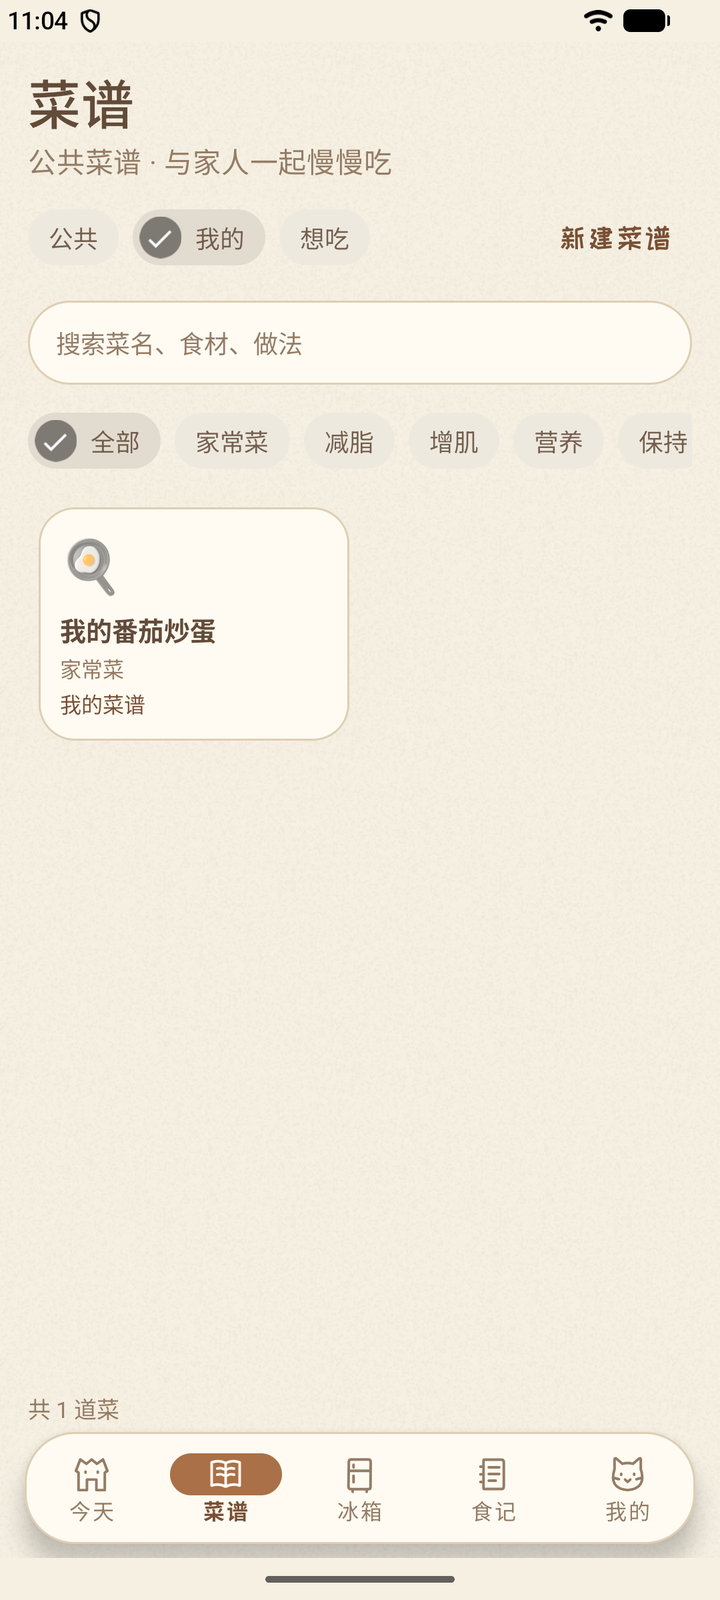 11:04
菜谱
公共菜谱 · 与家人一起慢慢吃
公共 我的 想吃 新建菜谱
搜索菜名、食材、做法
全部 家常菜 减脂 增肌 营养 保持
我的番茄炒蛋
家常菜
我的菜谱
共 1 道菜
今天 菜谱 冰箱 食记 我的